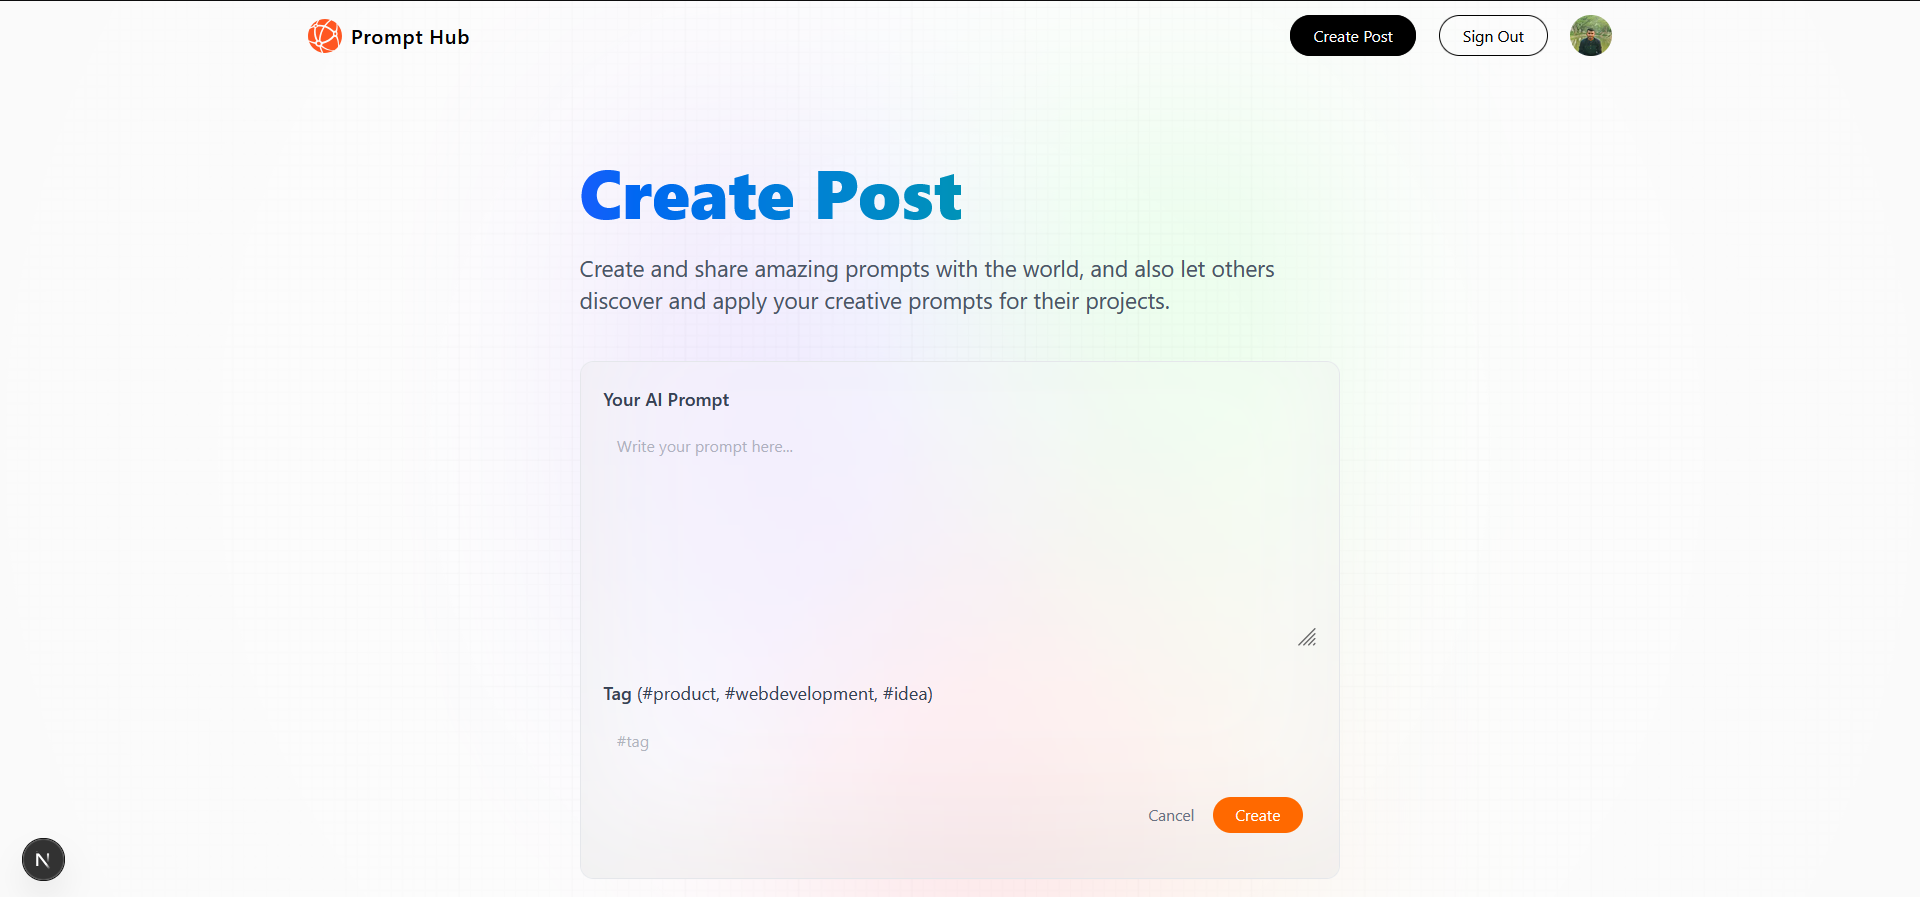 Prompt Hub
Create Post
Sign Out
Create Post
Create and share amazing prompts with the world, and also let others
discover and apply your creative prompts for their projects.
Your AI Prompt
Write your prompt here...
Tag (#product, #webdevelopment, #idea)
#tag
Cancel
Create
N